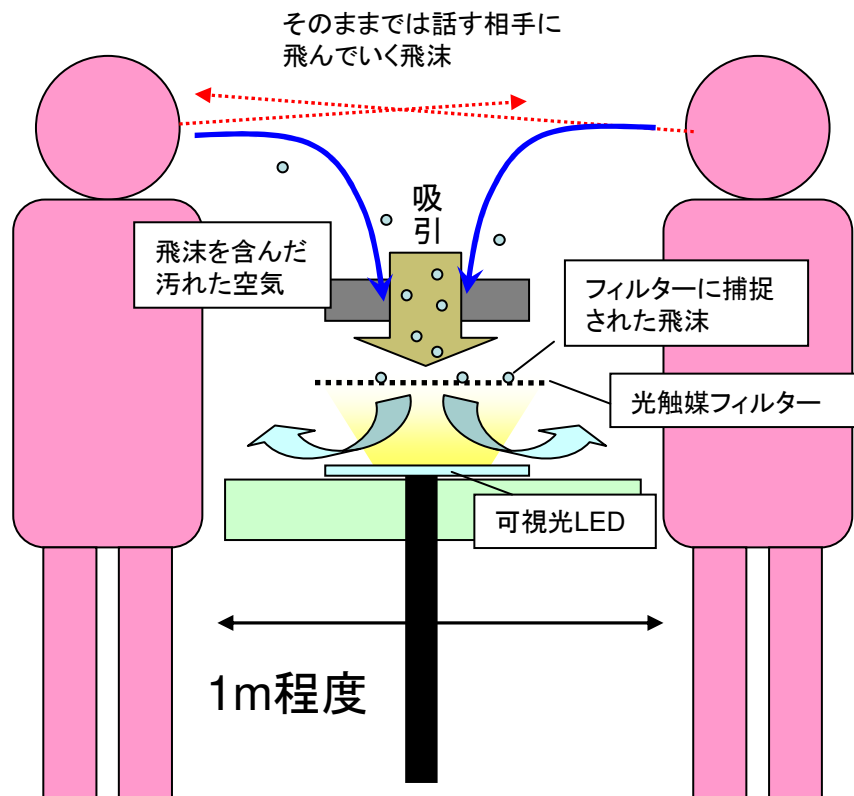 そのままでは話す相手に
飛んでいく飛沫
吸
引
飛沫を含んだ
汚れた空気
フィルターに捕捉
された飛沫
光触媒フィルター
可視光LED
1m程度